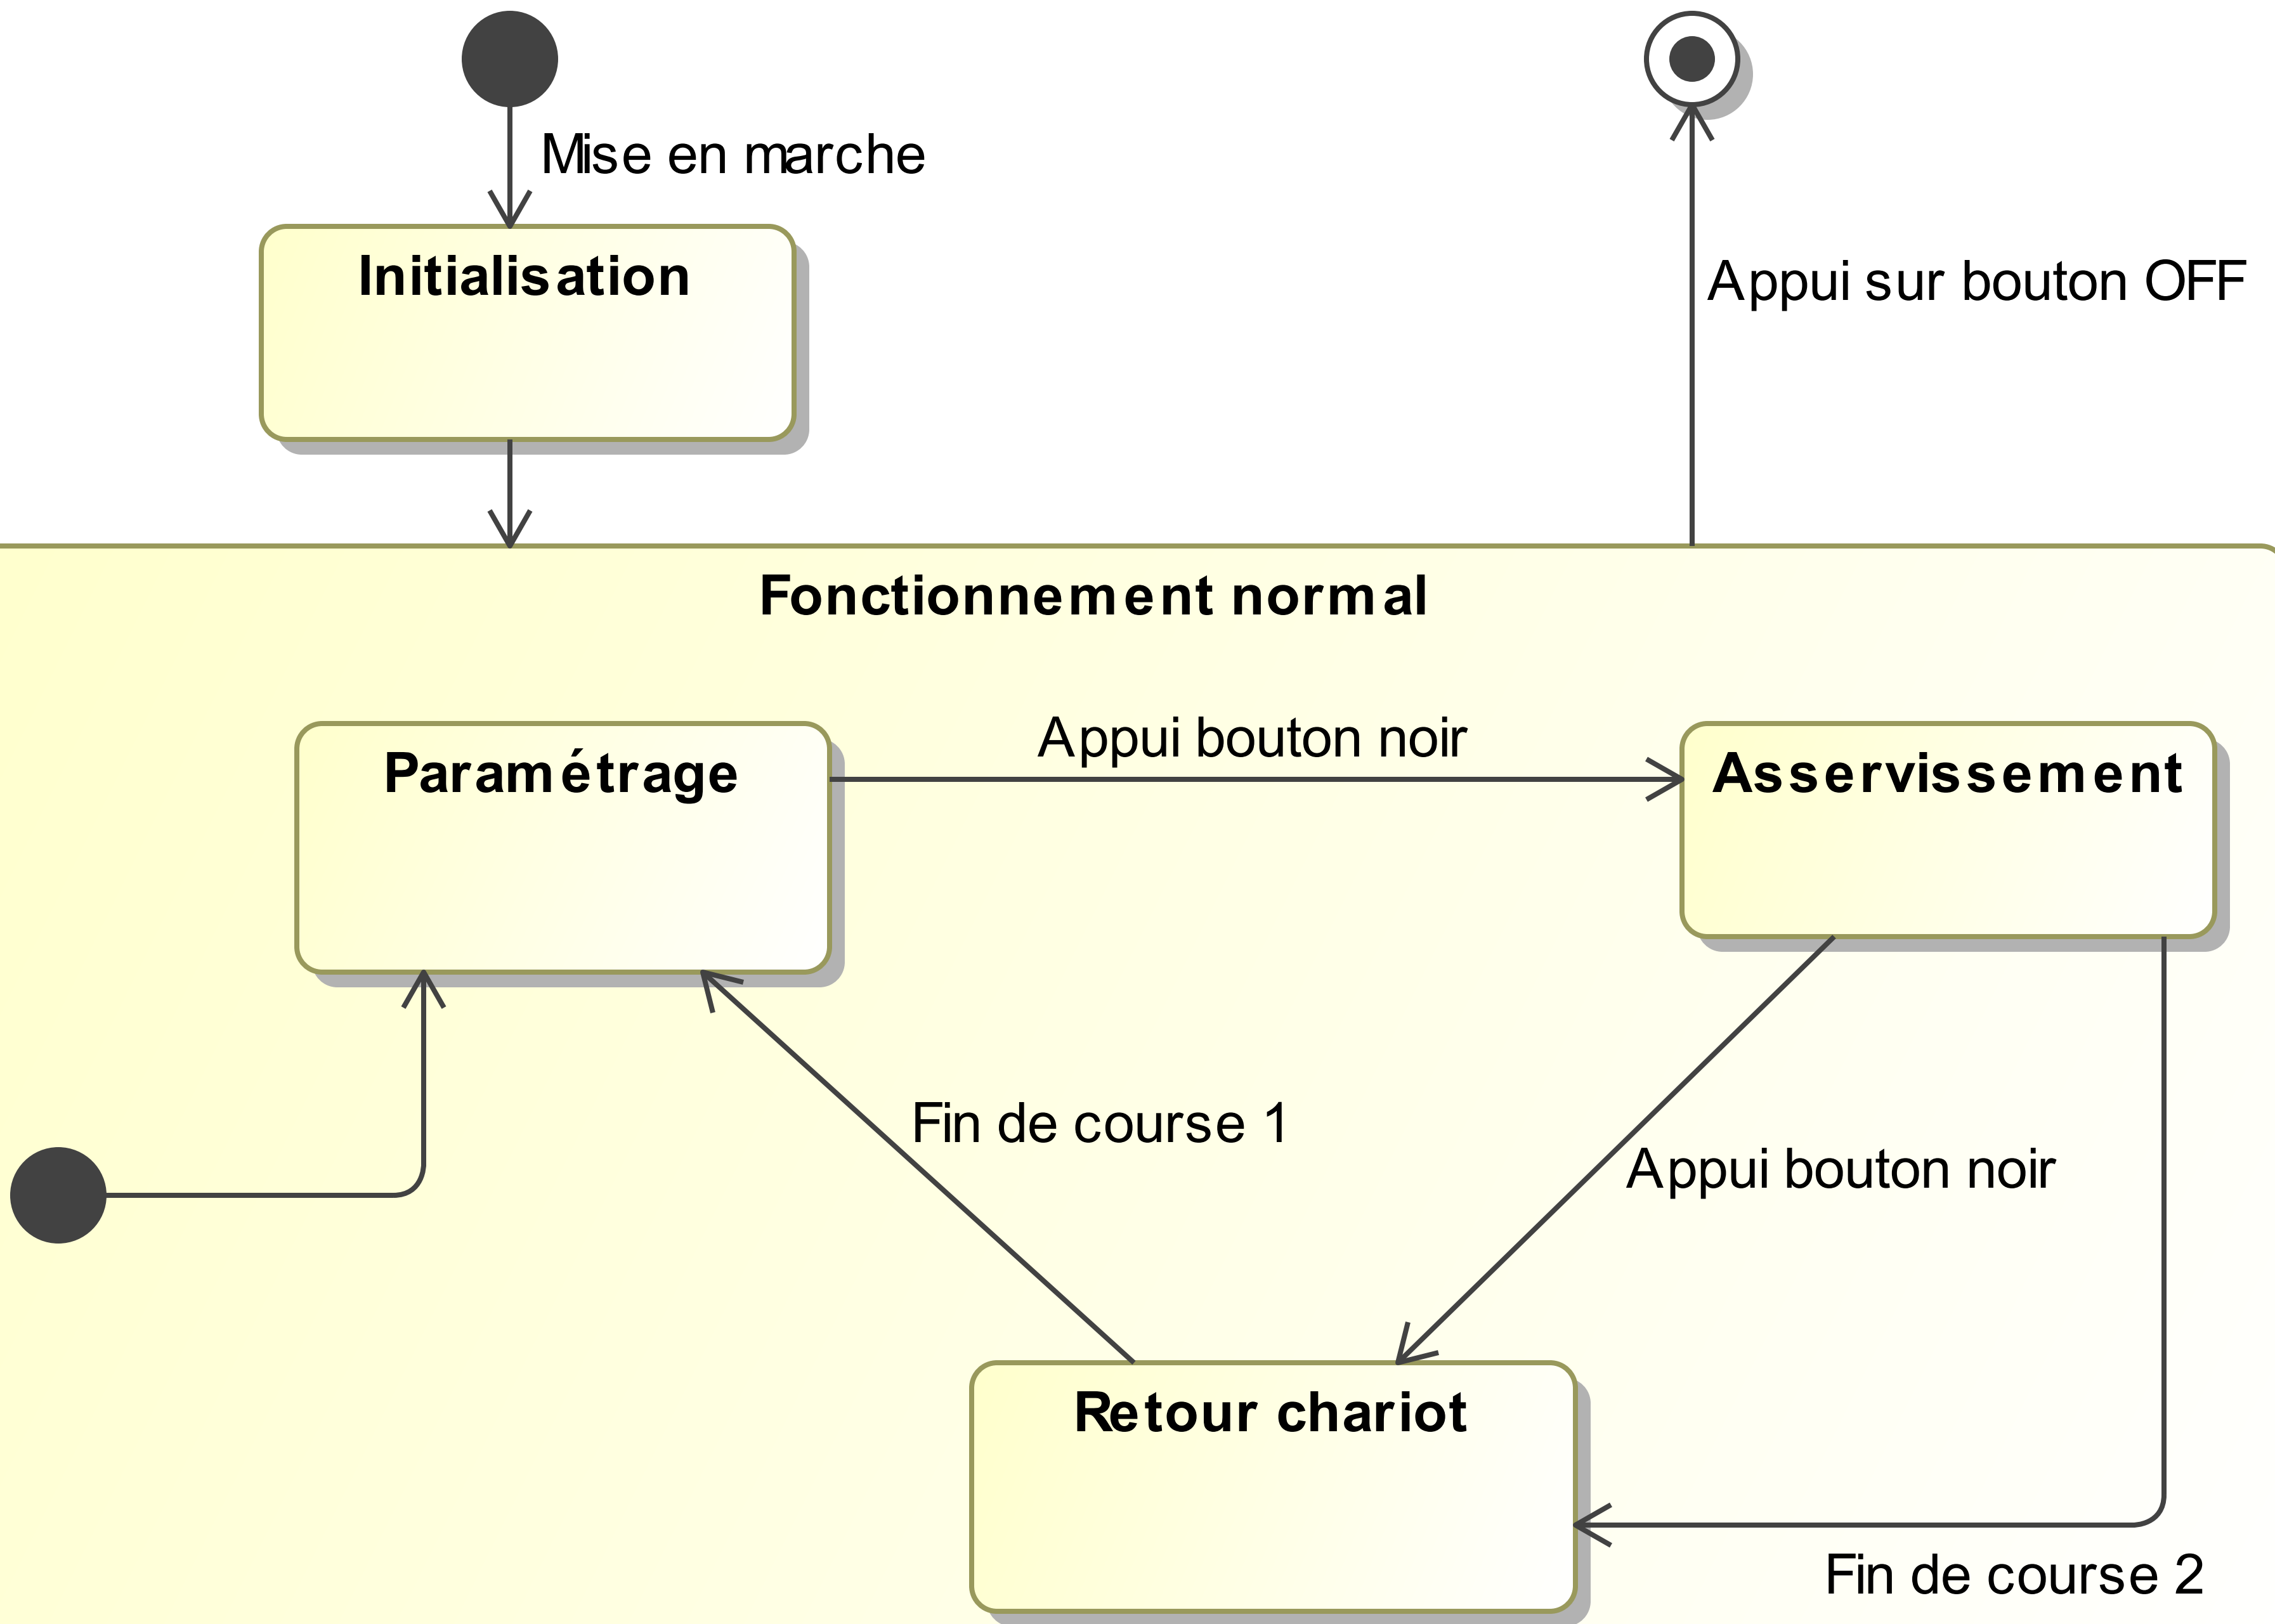 Mise en marche
Initialisation
Appui sur bouton OFF
Fonctionnement normal
Appui bouton noir
Paramétrage
Asservissement
Fin de course 1
Appui bouton noir
Retour chariot
Fin de course 2